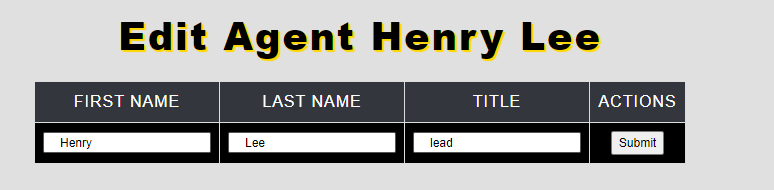 Edit Agent Henry Lee
FIRST NAME LAST NAME TITLE ACTIONS
Henry Lee lead Submit